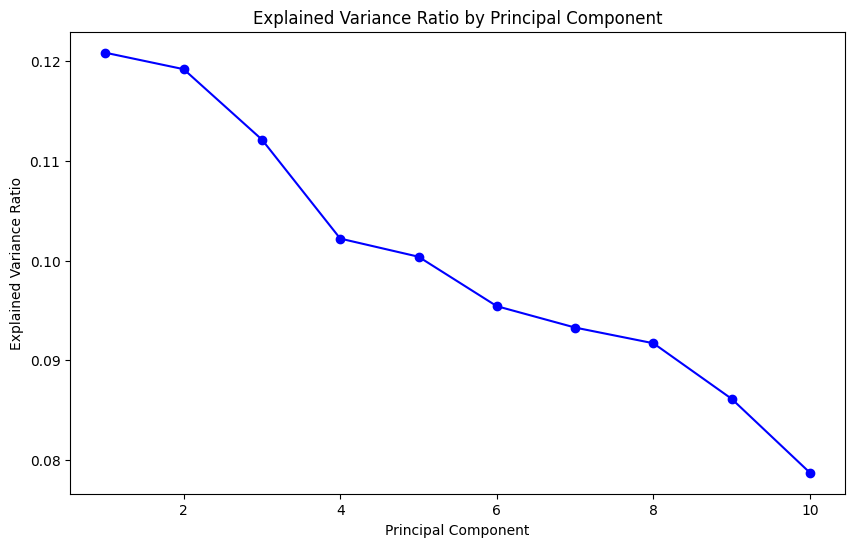 Explained Variance Ratio by Principal Component
0.12
0.11
0.10
0.09
0.08
Explained Variance Ratio
2 4 6 8 10
Principal Component